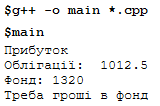 $g++ -o main *.cpp
$main
Прибуток
Облігації:  1012.5
Фонд: 1320
Треба гроші в фонд